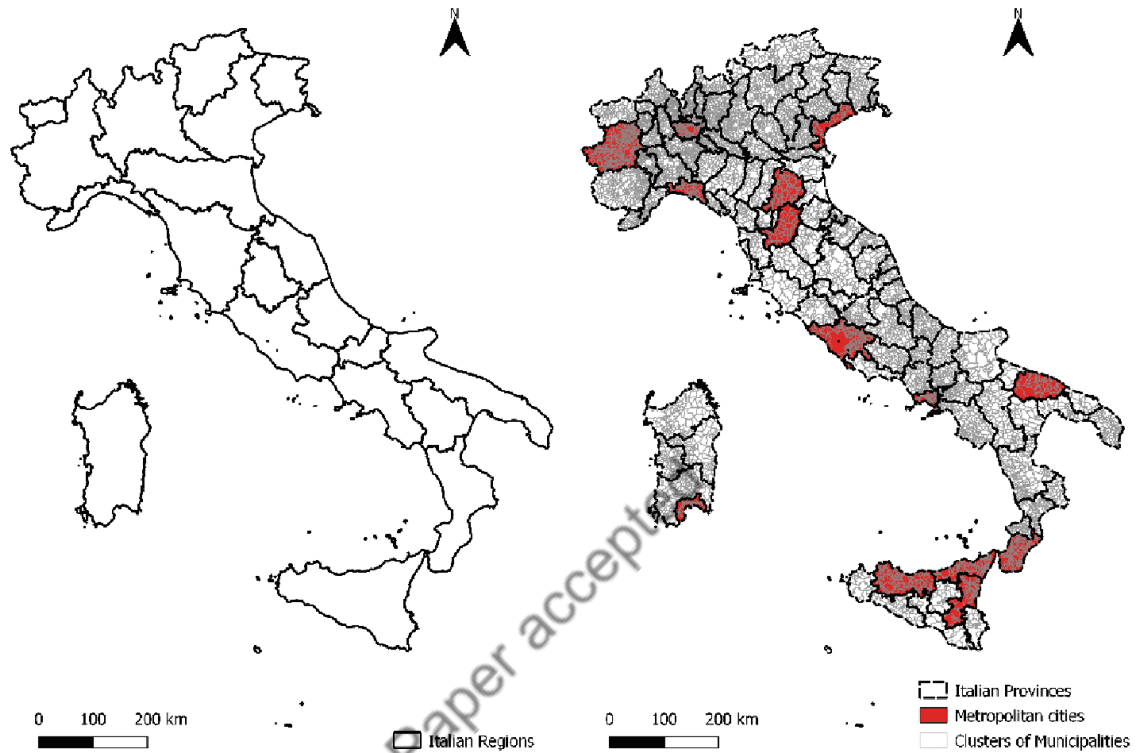 N
N
0 100 200 km
Italian Regions
0 100 200 km
Italian Provinces
Metropolitan cities
Clusters of Municipalities
Paper accepted